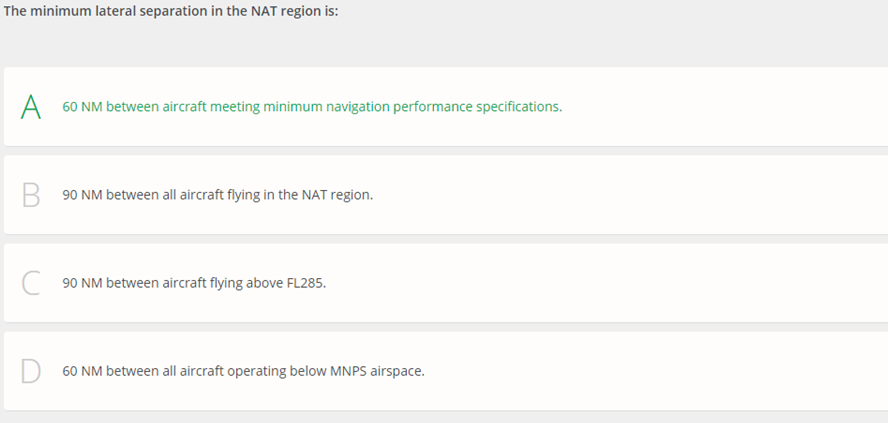 The minimum lateral separation in the NAT region is:
A 60 NM between aircraft meeting minimum navigation performance specifications.
B 90 NM between all aircraft flying in the NAT region.
C 90 NM between aircraft flying above FL285.
D 60 NM between all aircraft operating below MNPS airspace.